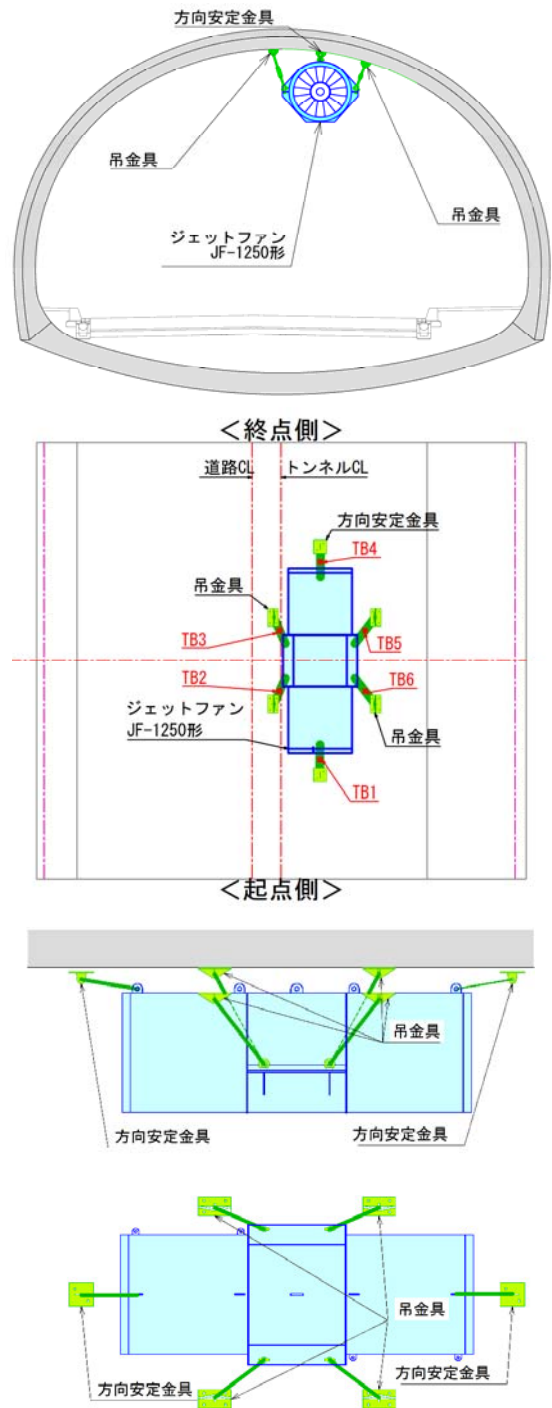 方向安定金具
吊金具
吊金具
ジェットファン
JF-1250形
＜終点側＞
道路CL
トンネルCL
方向安定金具
TB4
吊金具
TB3
TB5
TB2
TB6
ジェットファン
JF-1250形
吊金具
TB1
＜起点側＞
吊金具
方向安定金具
方向安定金具
吊金具
方向安定金具
方向安定金具